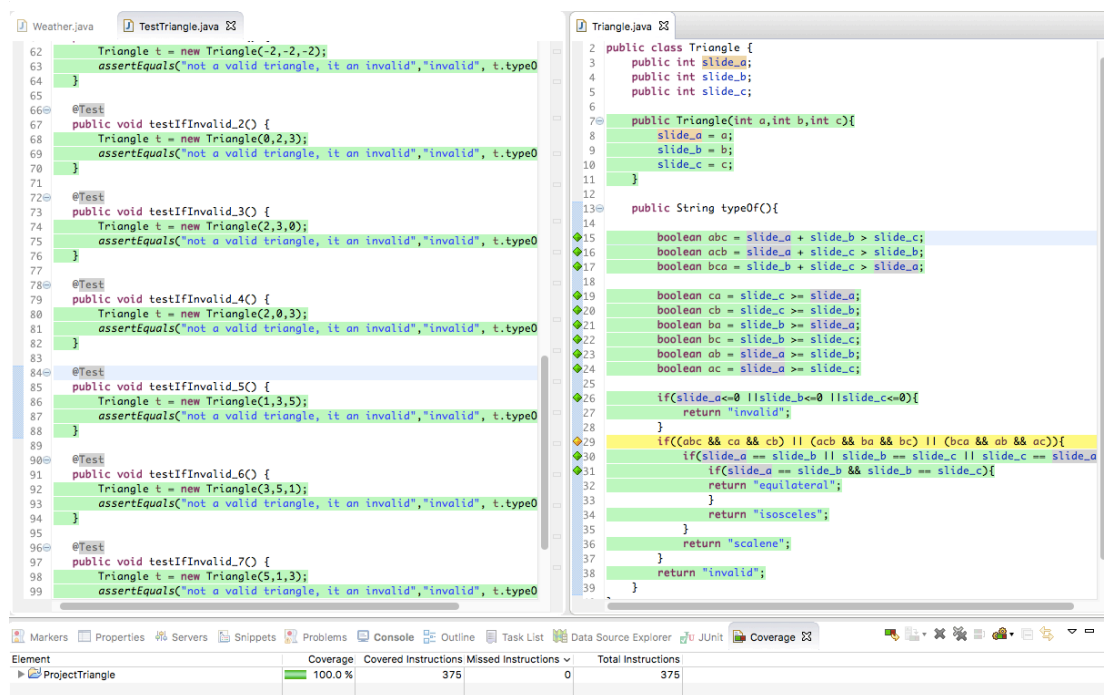 Weather.java
TestTriangle.java
62 Triangle t = new Triangle(-2,-2,-2);
63 assertEquals("not a valid triangle, it an invalid","invalid", t.typeO
64 }
65
66 @Test
67 public void testIfInvalid_2() {
68 Triangle t = new Triangle(0,2,3);
69 assertEquals("not a valid triangle, it an invalid","invalid", t.typeO
70 }
71
72 @Test
73 public void testIfInvalid_3() {
74 Triangle t = new Triangle(2,3,0);
75 assertEquals("not a valid triangle, it an invalid","invalid", t.typeO
76 }
77
78 @Test
79 public void testIfInvalid_4() {
80 Triangle t = new Triangle(2,0,3);
81 assertEquals("not a valid triangle, it an invalid","invalid", t.typeO
82 }
83
84 @Test
85 public void testIfInvalid_5() {
86 Triangle t = new Triangle(1,3,5);
87 assertEquals("not a valid triangle, it an invalid","invalid", t.typeO
88 }
89
90 @Test
91 public void testIfInvalid_6() {
92 Triangle t = new Triangle(3,5,1);
93 assertEquals("not a valid triangle, it an invalid","invalid", t.typeO
94 }
95
96 @Test
97 public void testIfInvalid_7() {
98 Triangle t = new Triangle(5,1,3);
99 assertEquals("not a valid triangle, it an invalid","invalid", t.typeO
Triangle.java
2 public class Triangle {
3 public int slide_a;
4 public int slide_b;
5 public int slide_c;
6
7 public Triangle(int a,int b,int c){
8 slide_a = a;
9 slide_b = b;
10 slide_c = c;
11 }
12
13 public String typeOf(){
14
15 boolean abc = slide_a + slide_b > slide_c;
16 boolean acb = slide_a + slide_c > slide_b;
17 boolean bca = slide_b + slide_c > slide_a;
18
19 boolean ca = slide_c >= slide_a;
20 boolean cb = slide_c >= slide_b;
21 boolean ba = slide_b >= slide_a;
22 boolean bc = slide_b >= slide_c;
23 boolean ab = slide_a >= slide_b;
24 boolean ac = slide_a >= slide_c;
25
26 if(slide_a<=0 ||slide_b<=0 ||slide_c<=0){
27 return "invalid";
28 }
29 if((abc && ca && cb) || (acb && ba && bc) || (bca && ab && ac)){
30 if(slide_a == slide_b || slide_b == slide_c || slide_c == slide_a
31 if(slide_a == slide_b && slide_b == slide_c){
32 return "equilateral";
33 }
34 return "isosceles";
35 }
36 return "scalene";
37 }
38 return "invalid";
39 }
Markers Properties Servers Snippets Problems Console Outline Task List Data Source Explorer JUnit Coverage
Element Coverage Covered Instructions Missed Instructions Total Instructions
ProjectTriangle 100.0 % 375 0 375